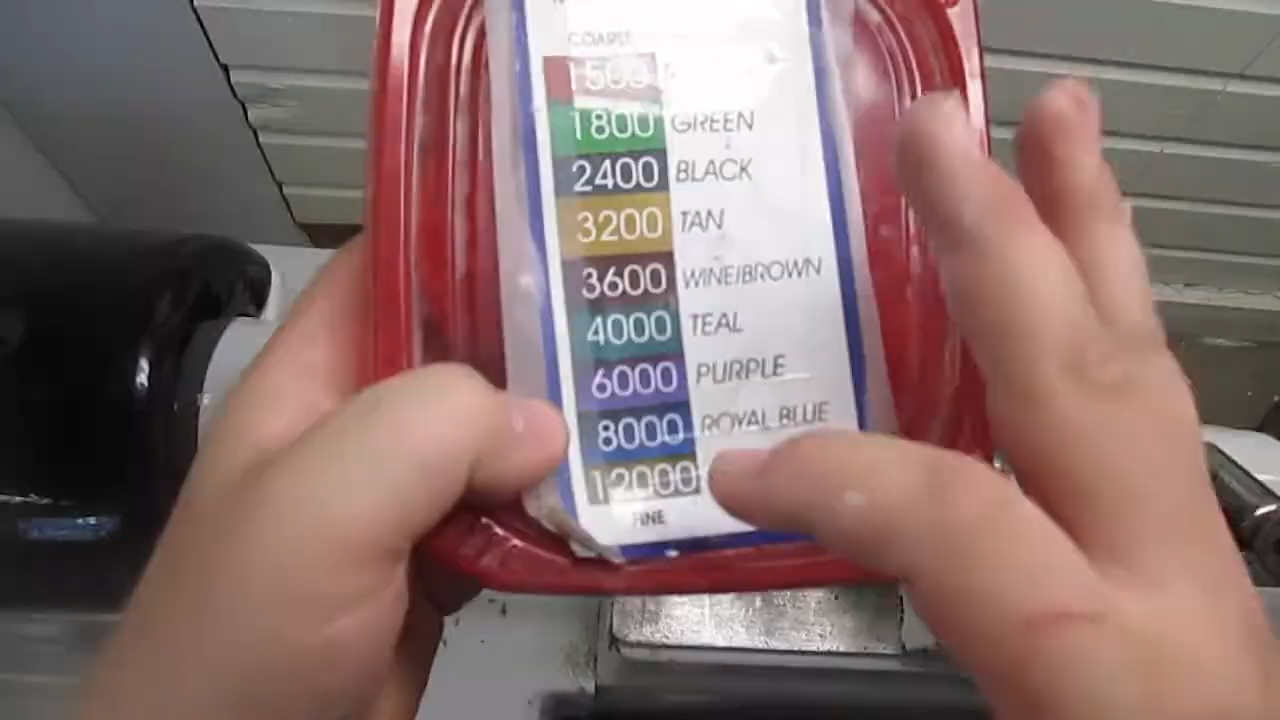 COARSE
1500
1800 GREEN
2400 BLACK
3200 TAN
3600 WINE/BROWN
4000 TEAL
6000 PURPLE
8000 ROYAL BLUE
12000
FINE